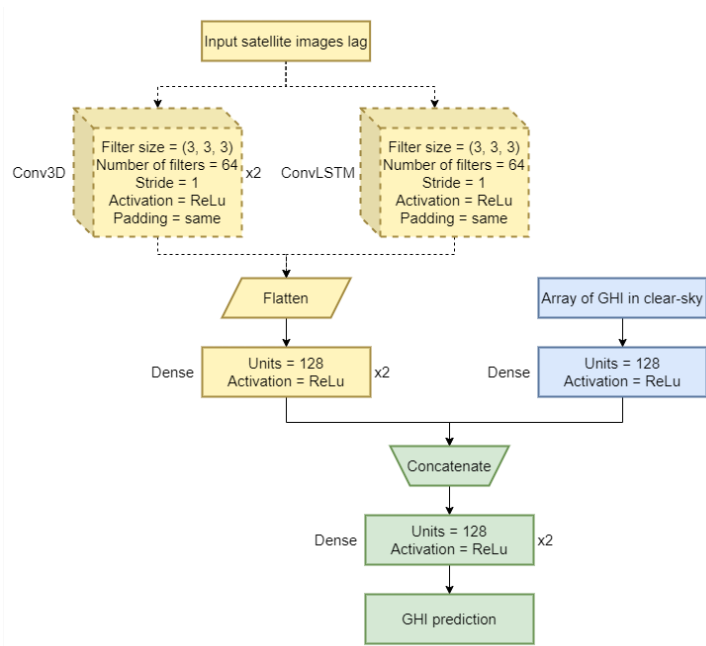 Input satellite images lag
Conv3D
Filter size = (3, 3, 3)
Number of filters = 64
Stride = 1
Activation = ReLu
Padding = same
x2
ConvLSTM
Filter size = (3, 3, 3)
Number of filters = 64
Stride = 1
Activation = ReLu
Padding = same
Flatten
Array of GHI in clear-sky
Dense
Units = 128
Activation = ReLu
x2
Dense
Units = 128
Activation = ReLu
Concatenate
Dense
Units = 128
Activation = ReLu
x2
GHI prediction